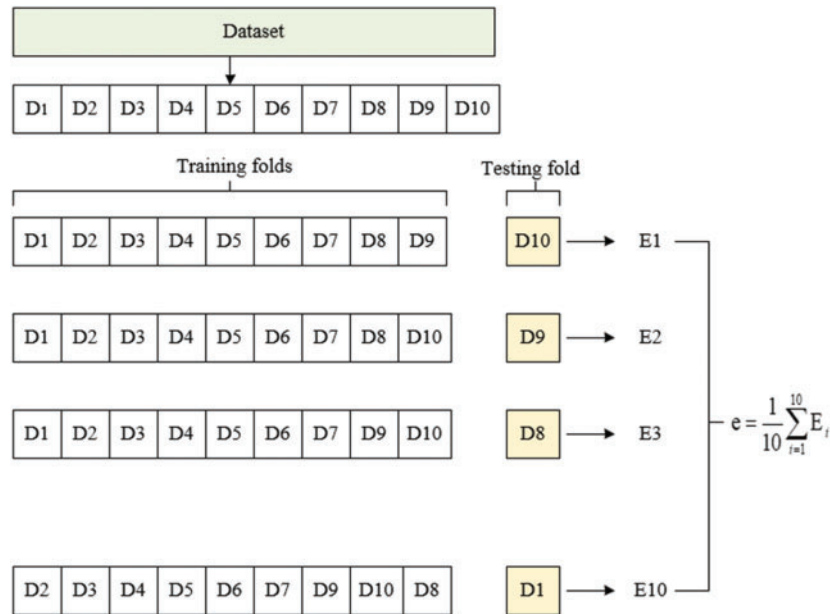 Dataset
D1 D2 D3 D4 D5 D6 D7 D8 D9 D10
Training folds Testing fold
D1 D2 D3 D4 D5 D6 D7 D8 D9 D10 E1
D1 D2 D3 D4 D5 D6 D7 D8 D10 D9 E2
D1 D2 D3 D4 D5 D6 D7 D9 D10 D8 E3
e = \frac{1}{10} \sum_{t=1}^{10} E_t
D2 D3 D4 D5 D6 D7 D9 D10 D8 D1 E10